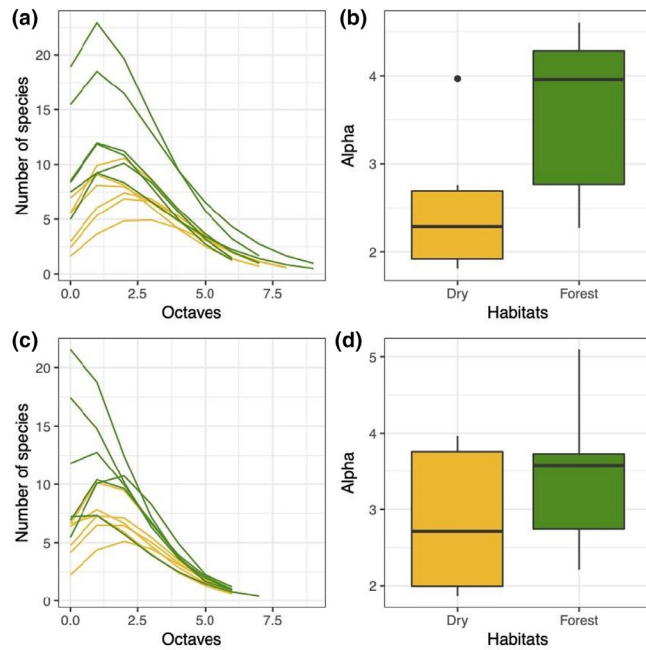 (a)
Number of species
20
15
10
5
0
0.0 2.5 5.0 7.5
Octaves
(b)
Alpha
4
3
2
Dry Forest
Habitats
(c)
Number of species
20
15
10
5
0
0.0 2.5 5.0 7.5
Octaves
(d)
Alpha
5
4
3
2
Dry Forest
Habitats